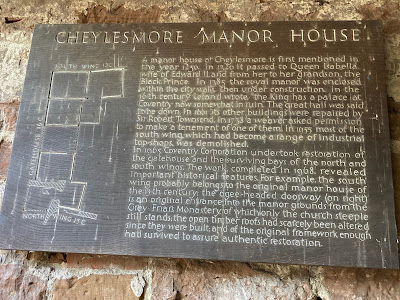 CHEYLESMORE MANOR HOUSE
SOUTH WING
A manor house of Cheylesmore is first mentioned in
the year 1250. In 1320 it passed to Queen Isabella,
wife of Edward II and from her to her grandson, the
Black Prince. In 1385 the royal manor was enclosed
within the city wall, then under construction. In the
16th century Leland wrote, 'the King has a palace at
Coventry now somewhat in ruin. The great hall was said
to be down. In its other buildings were repaired by
Sir Robert Townsend. In a weaver asked permission
to make a tenement of one of them. In 1955 most of the
south wing which had become a range of industrial
top-shops was demolished.
In 1965 Coventry Corporation undertook restoration of
the gatehouse and the surviving bays of the north and
south wings. The work, completed in 1968, revealed
important historical features. For example, the south
wing probably belongs to the original manor house of
the century; the ogee-headed doorway (on right)
is an original entrance into the manor grounds from the
Grey Friars Monastery of which only the church steeple
still stands; the open timber roofs had scarcely been altered
since they were built, and of the original framework enough
had survived to assure authentic restoration.
NORTH WING